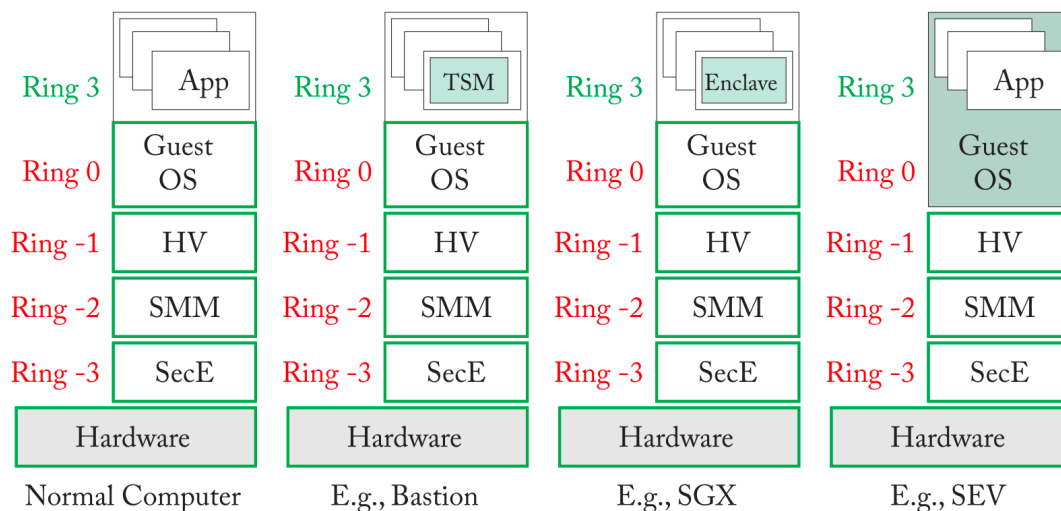 Ring 3
App
Ring 0
Guest
OS
Ring -1
HV
Ring -2
SMM
Ring -3
SecE
Hardware
Normal Computer
Ring 3
TSM
Ring 0
Guest
OS
Ring -1
HV
Ring -2
SMM
Ring -3
SecE
Hardware
E.g., Bastion
Ring 3
Enclave
Ring 0
Guest
OS
Ring -1
HV
Ring -2
SMM
Ring -3
SecE
Hardware
E.g., SGX
Ring 3
App
Ring 0
Guest
OS
Ring -1
HV
Ring -2
SMM
Ring -3
SecE
Hardware
E.g., SEV